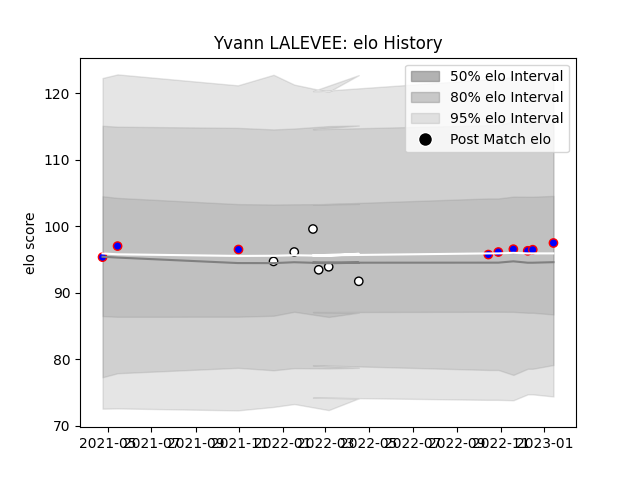 Yvann LALEVEE: elo History
50% elo Interval
80% elo Interval
95% elo Interval
Post Match elo
elo score
120
110
100
90
80
70
2021-05 2021-07 2021-09 2021-11 2022-01 2022-03 2022-05 2022-07 2022-09 2022-11 2023-01